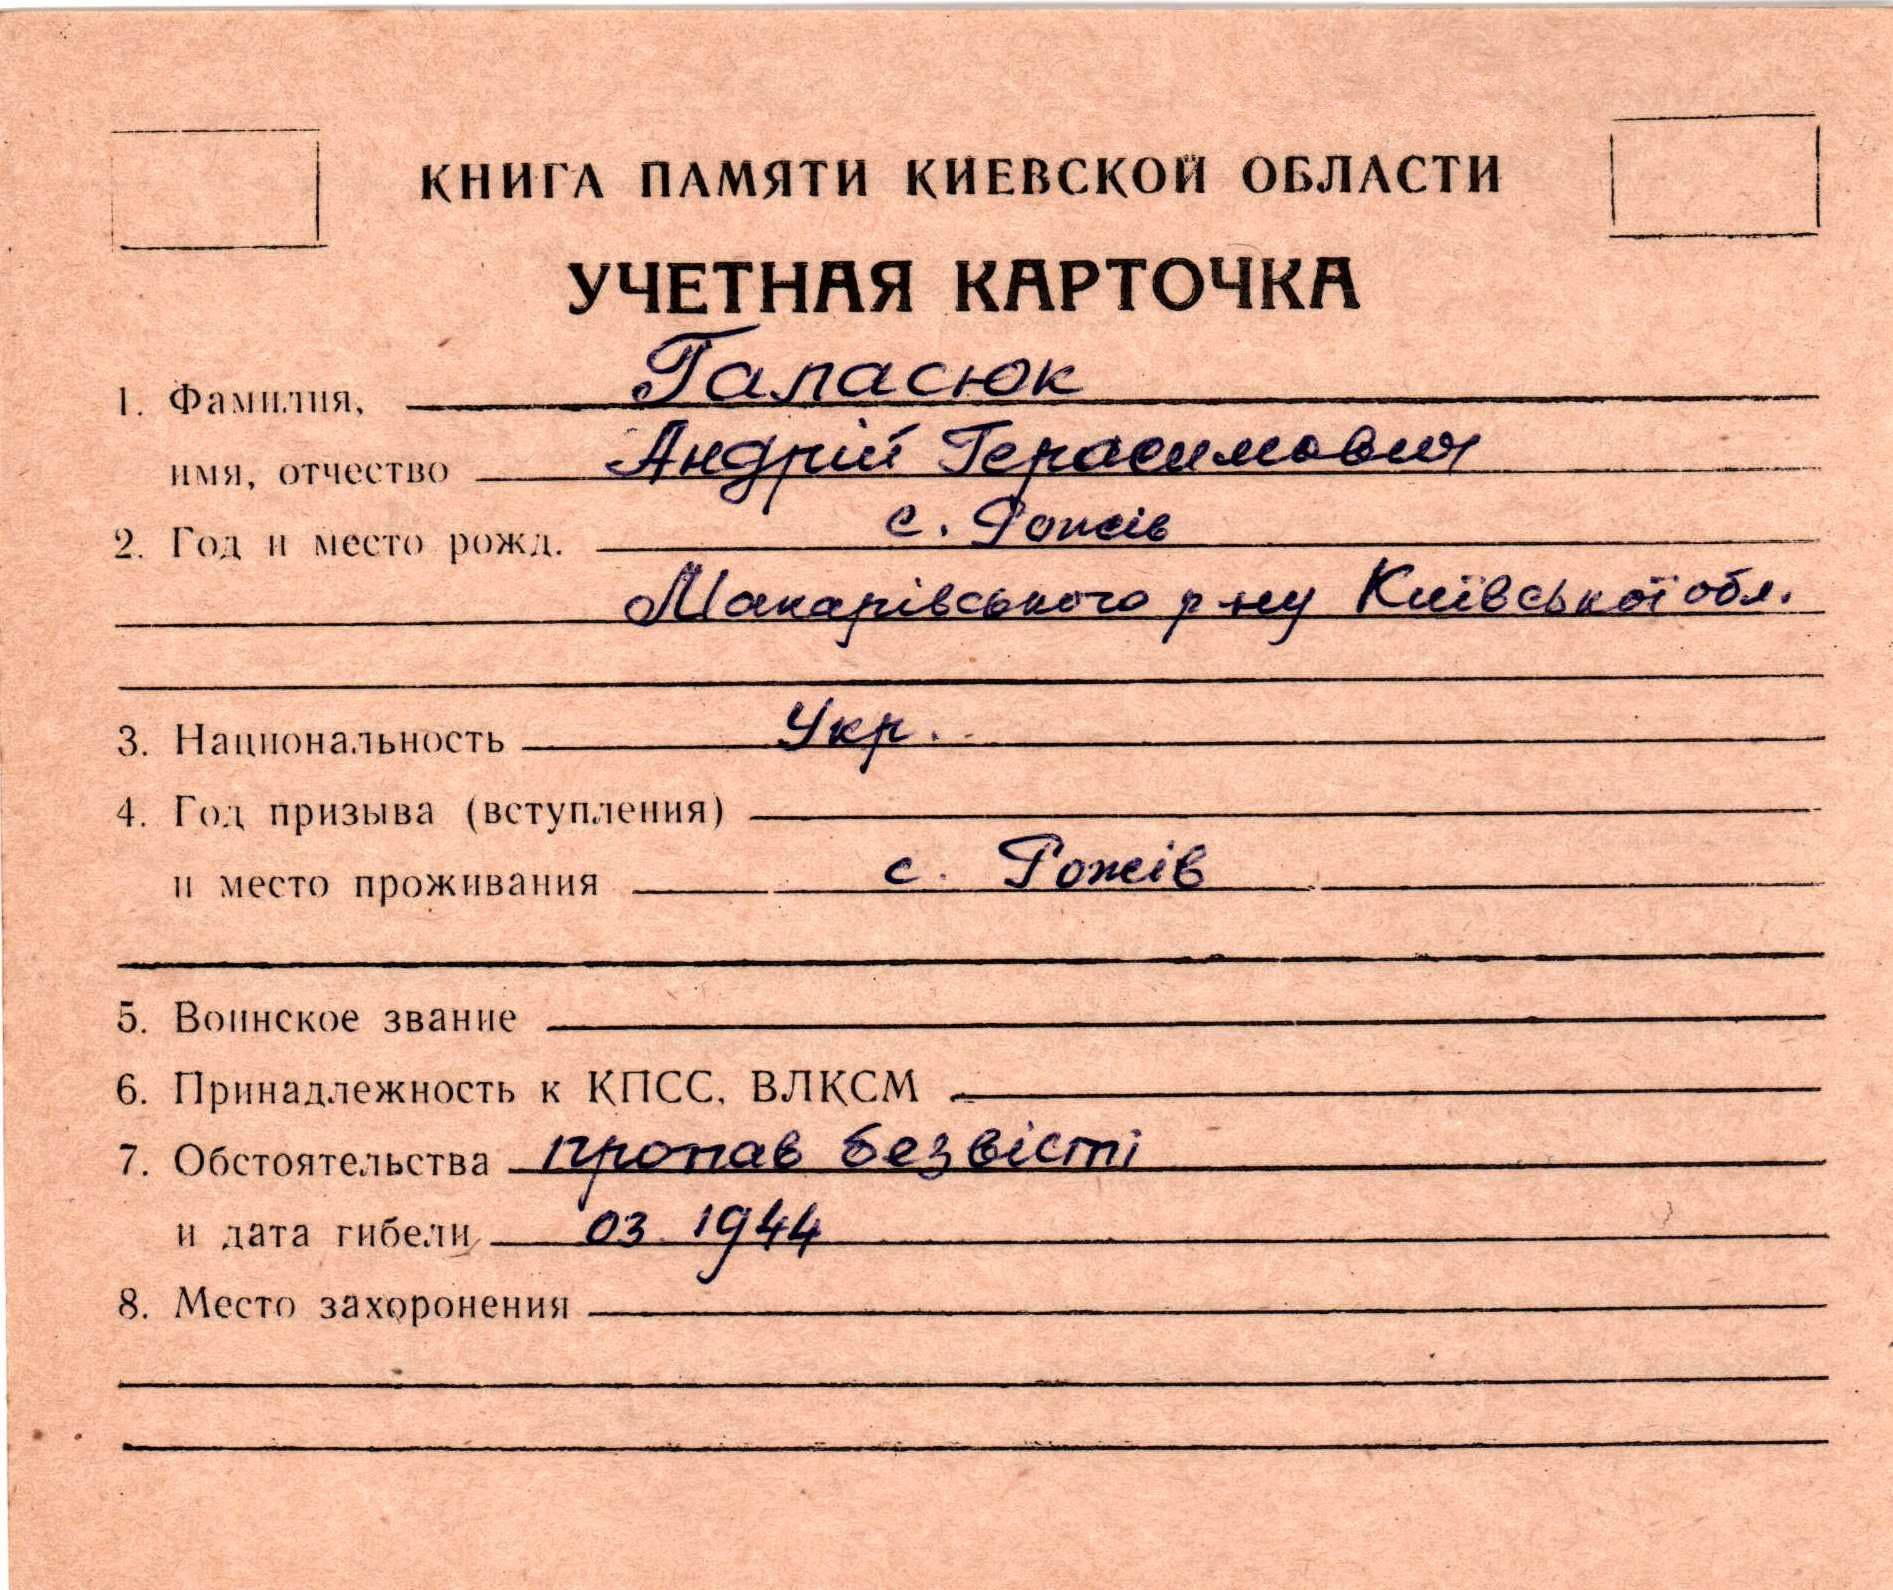 КНИГА ПАМЯТИ КИЕВСКОЙ ОБЛАСТИ
УЧЕТНАЯ КАРТОЧКА
1. Фамилия, Галасюк
имя, отчество Андрій Герасимович
2. Год и место рожд. с. Рожів
Макарівського р-ну Київської обл.
3. Национальность Укр.
4. Год призыва (вступления)
и место проживания с. Рожів
5. Воинское звание
6. Принадлежность к КПСС, ВЛКСМ
7. Обстоятельства пропав безвісті
и дата гибели 03 1944
8. Место захоронения